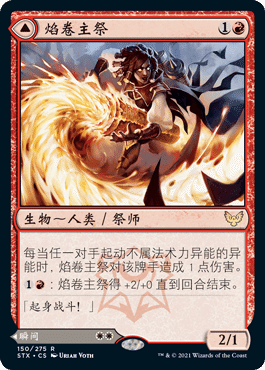 焰卷主祭 1
生物～人类 / 祭师
每当任一对手起动不属法术力异能的异
能时，焰卷主祭对该牌手造成 1 点伤害。
1 ：焰卷主祭得 +2/+0 直到回合结束。
「起身战斗！」
瞬间
2/1
150/275 R
STX • CS URIAH VOTH
™ & © 2021 Wizards of the Coast